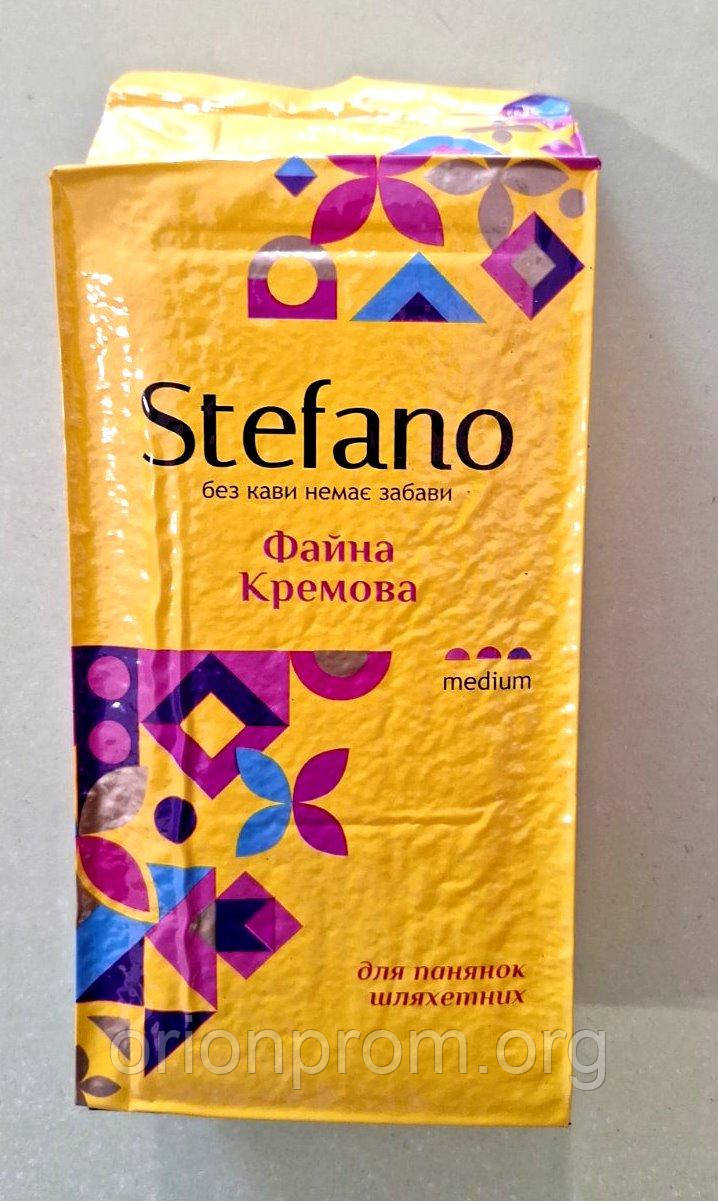 Stefano
без кави немає забави
Файна
Кремова
medium
для панянок
шляхетних
orionprom.org